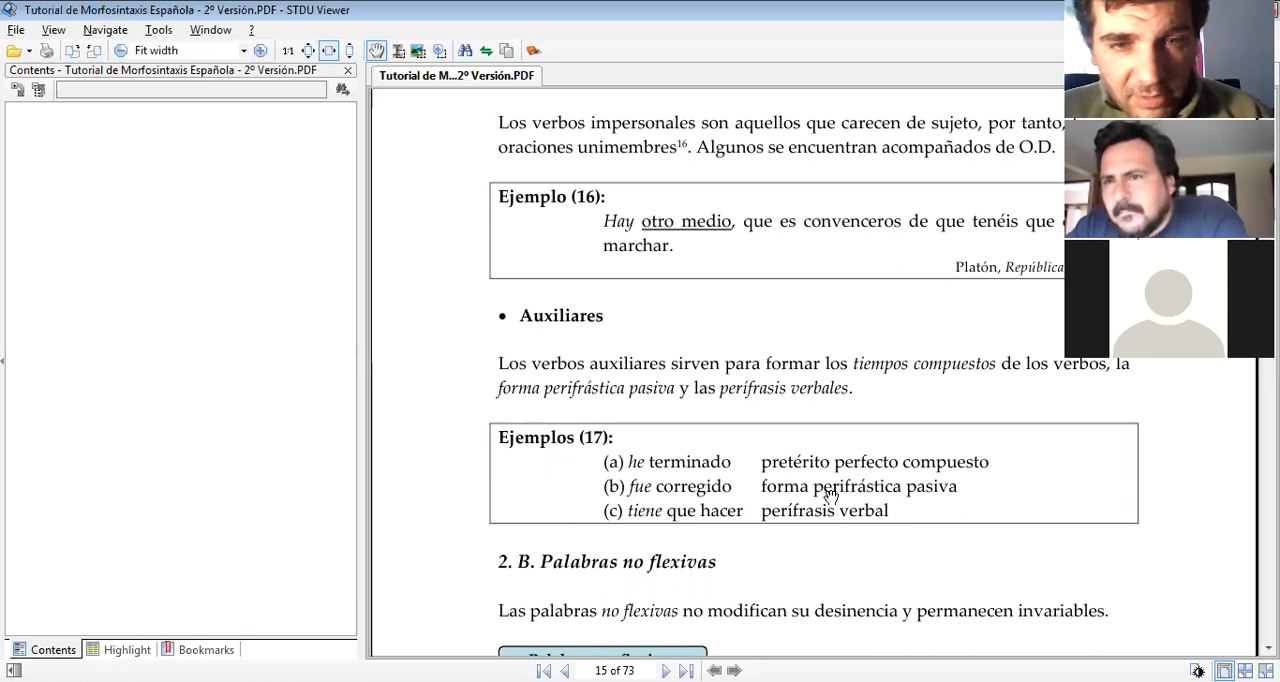 Tutorial de Morfosintaxis Española - 2º Versión.PDF - STDU Viewer
File View Navigate Tools Window ?
Fit width
1:1
Contents - Tutorial de Morfosintaxis Española - 2º Versión.PDF
Tutorial de M...2º Versión.PDF
Los verbos impersonales son aquellos que carecen de sujeto, por tanto,
oraciones unimembres¹⁶. Algunos se encuentran acompañados de O.D.
Ejemplo (16):
Hay otro medio, que es convenceros de que tenéis que
marchar.
Platón, República
• Auxiliares
Los verbos auxiliares sirven para formar los tiempos compuestos de los verbos, la
forma perifrástica pasiva y las perífrasis verbales.
Ejemplos (17):
(a) he terminado pretérito perfecto compuesto
(b) fue corregido forma perifrástica pasiva
(c) tiene que hacer perífrasis verbal
2. B. Palabras no flexivas
Las palabras no flexivas no modifican su desinencia y permanecen invariables.
Contents Highlight Bookmarks
15 of 73